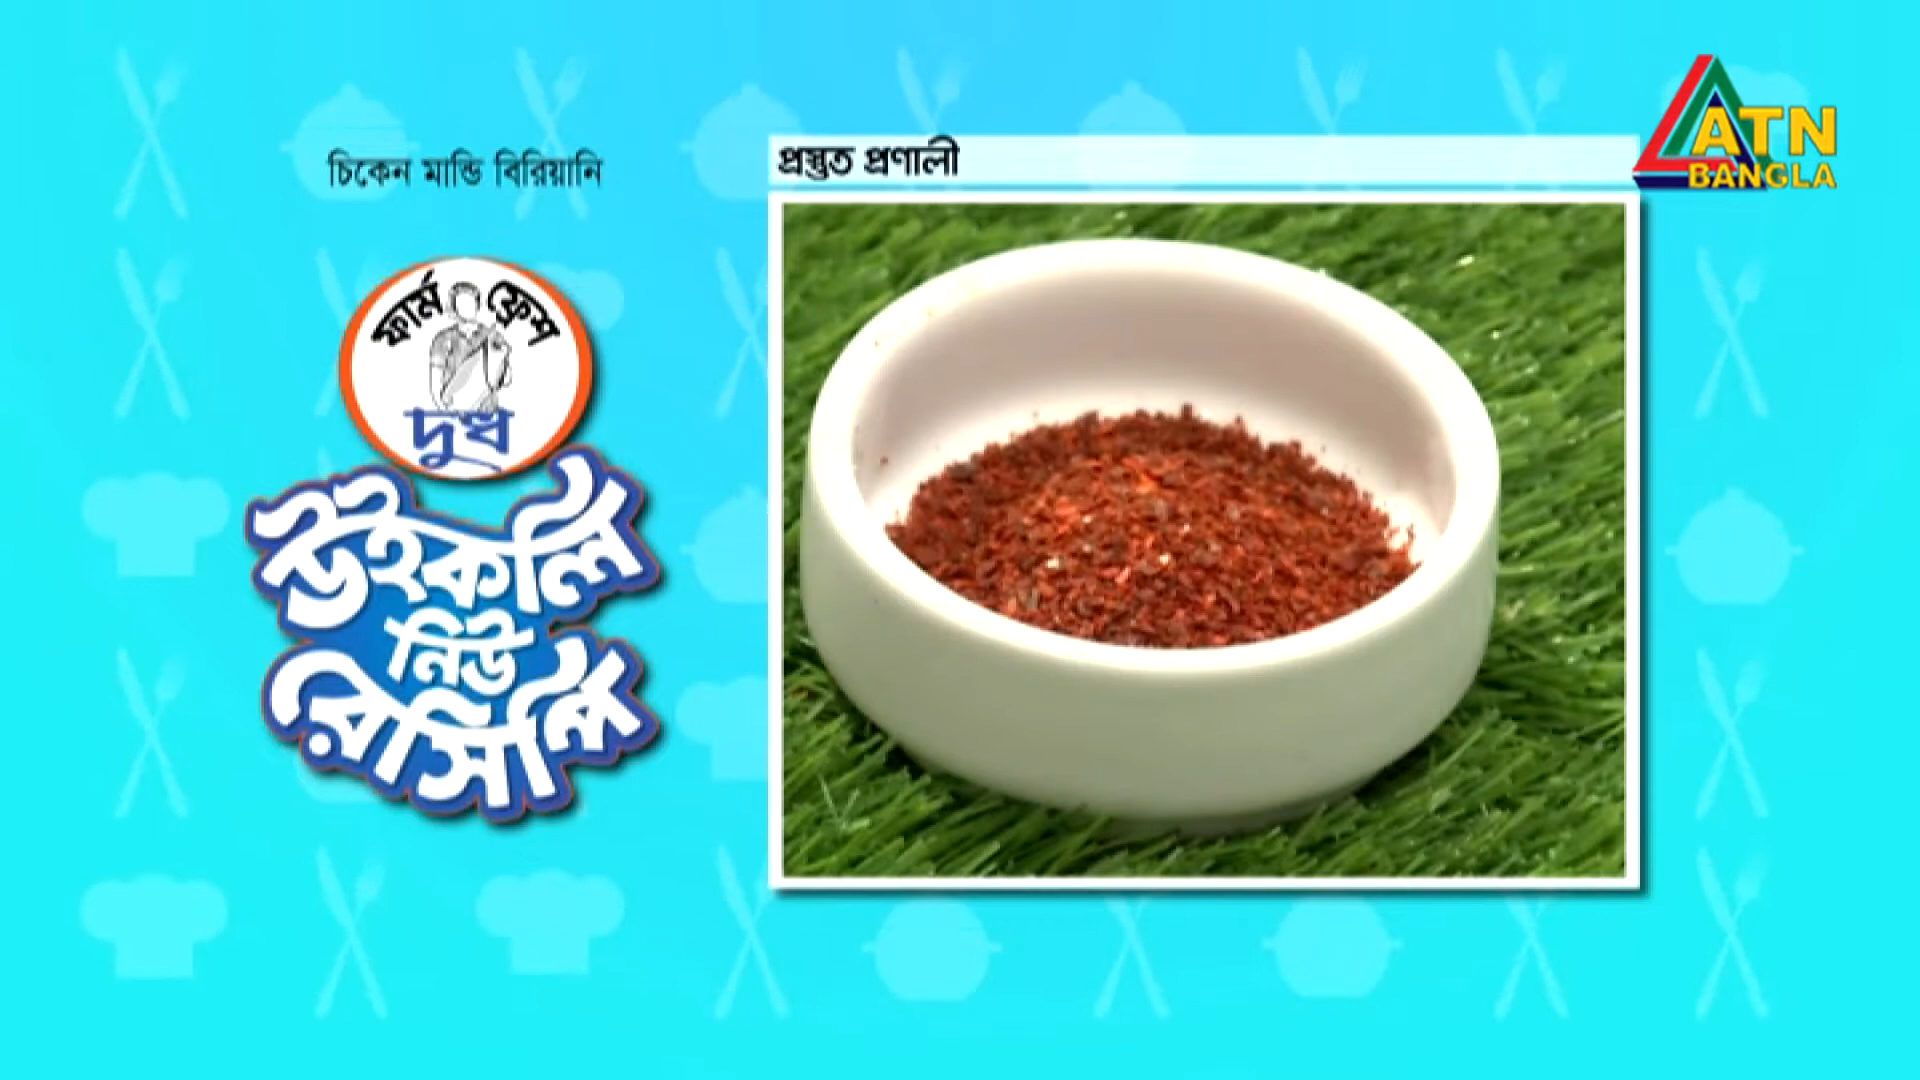 চিকেন মান্ডি বিরিয়ানি
প্রস্তুত প্রণালী
ATN
BANGLA
ফার্ম ফ্রেশ
দুধ
উইকলি
নিউ
রেসিপি